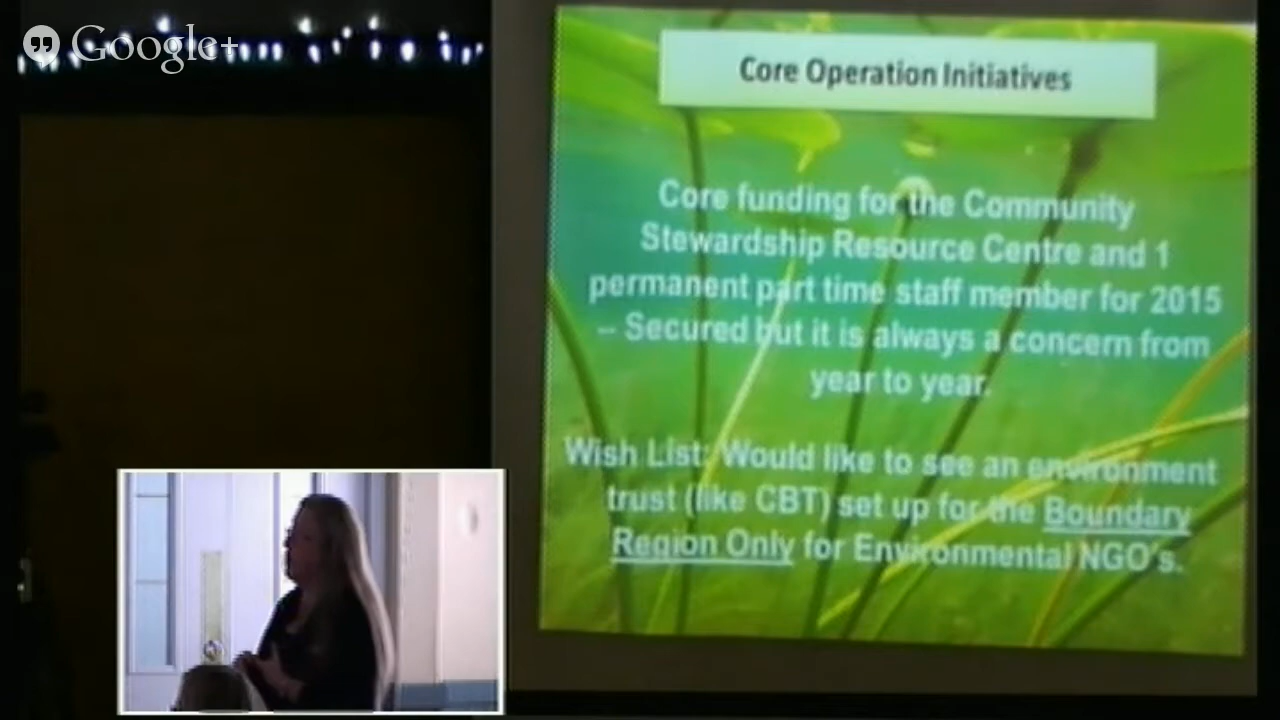 Google+
Core Operation Initiatives
Core funding for the Community
Stewardship Resource Centre and 1
permanent part time staff member for 2015
– Secured but it is always a concern from
year to year.
Wish List: Would like to see an environment
trust (like CBT) set up for the Boundary
Region Only for Environmental NGO's.